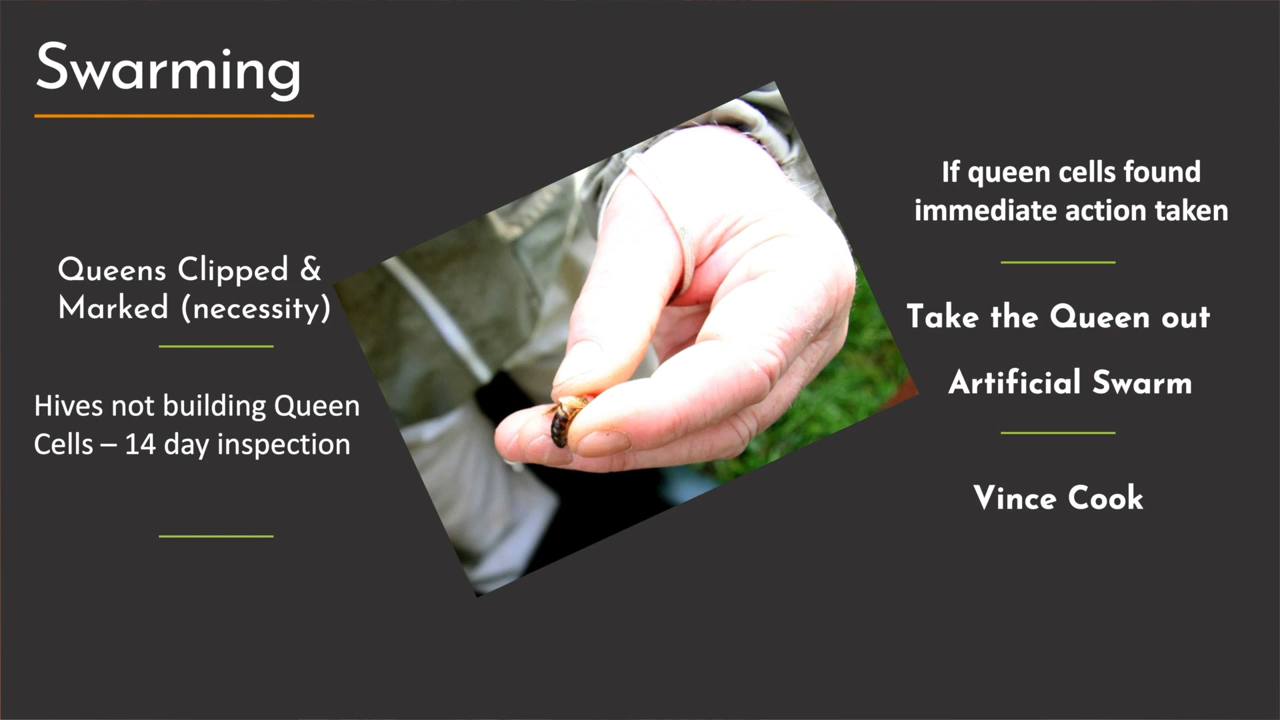 Swarming
Queens Clipped &
Marked (necessity)
Hives not building Queen
Cells – 14 day inspection
If queen cells found
immediate action taken
Take the Queen out
Artificial Swarm
Vince Cook